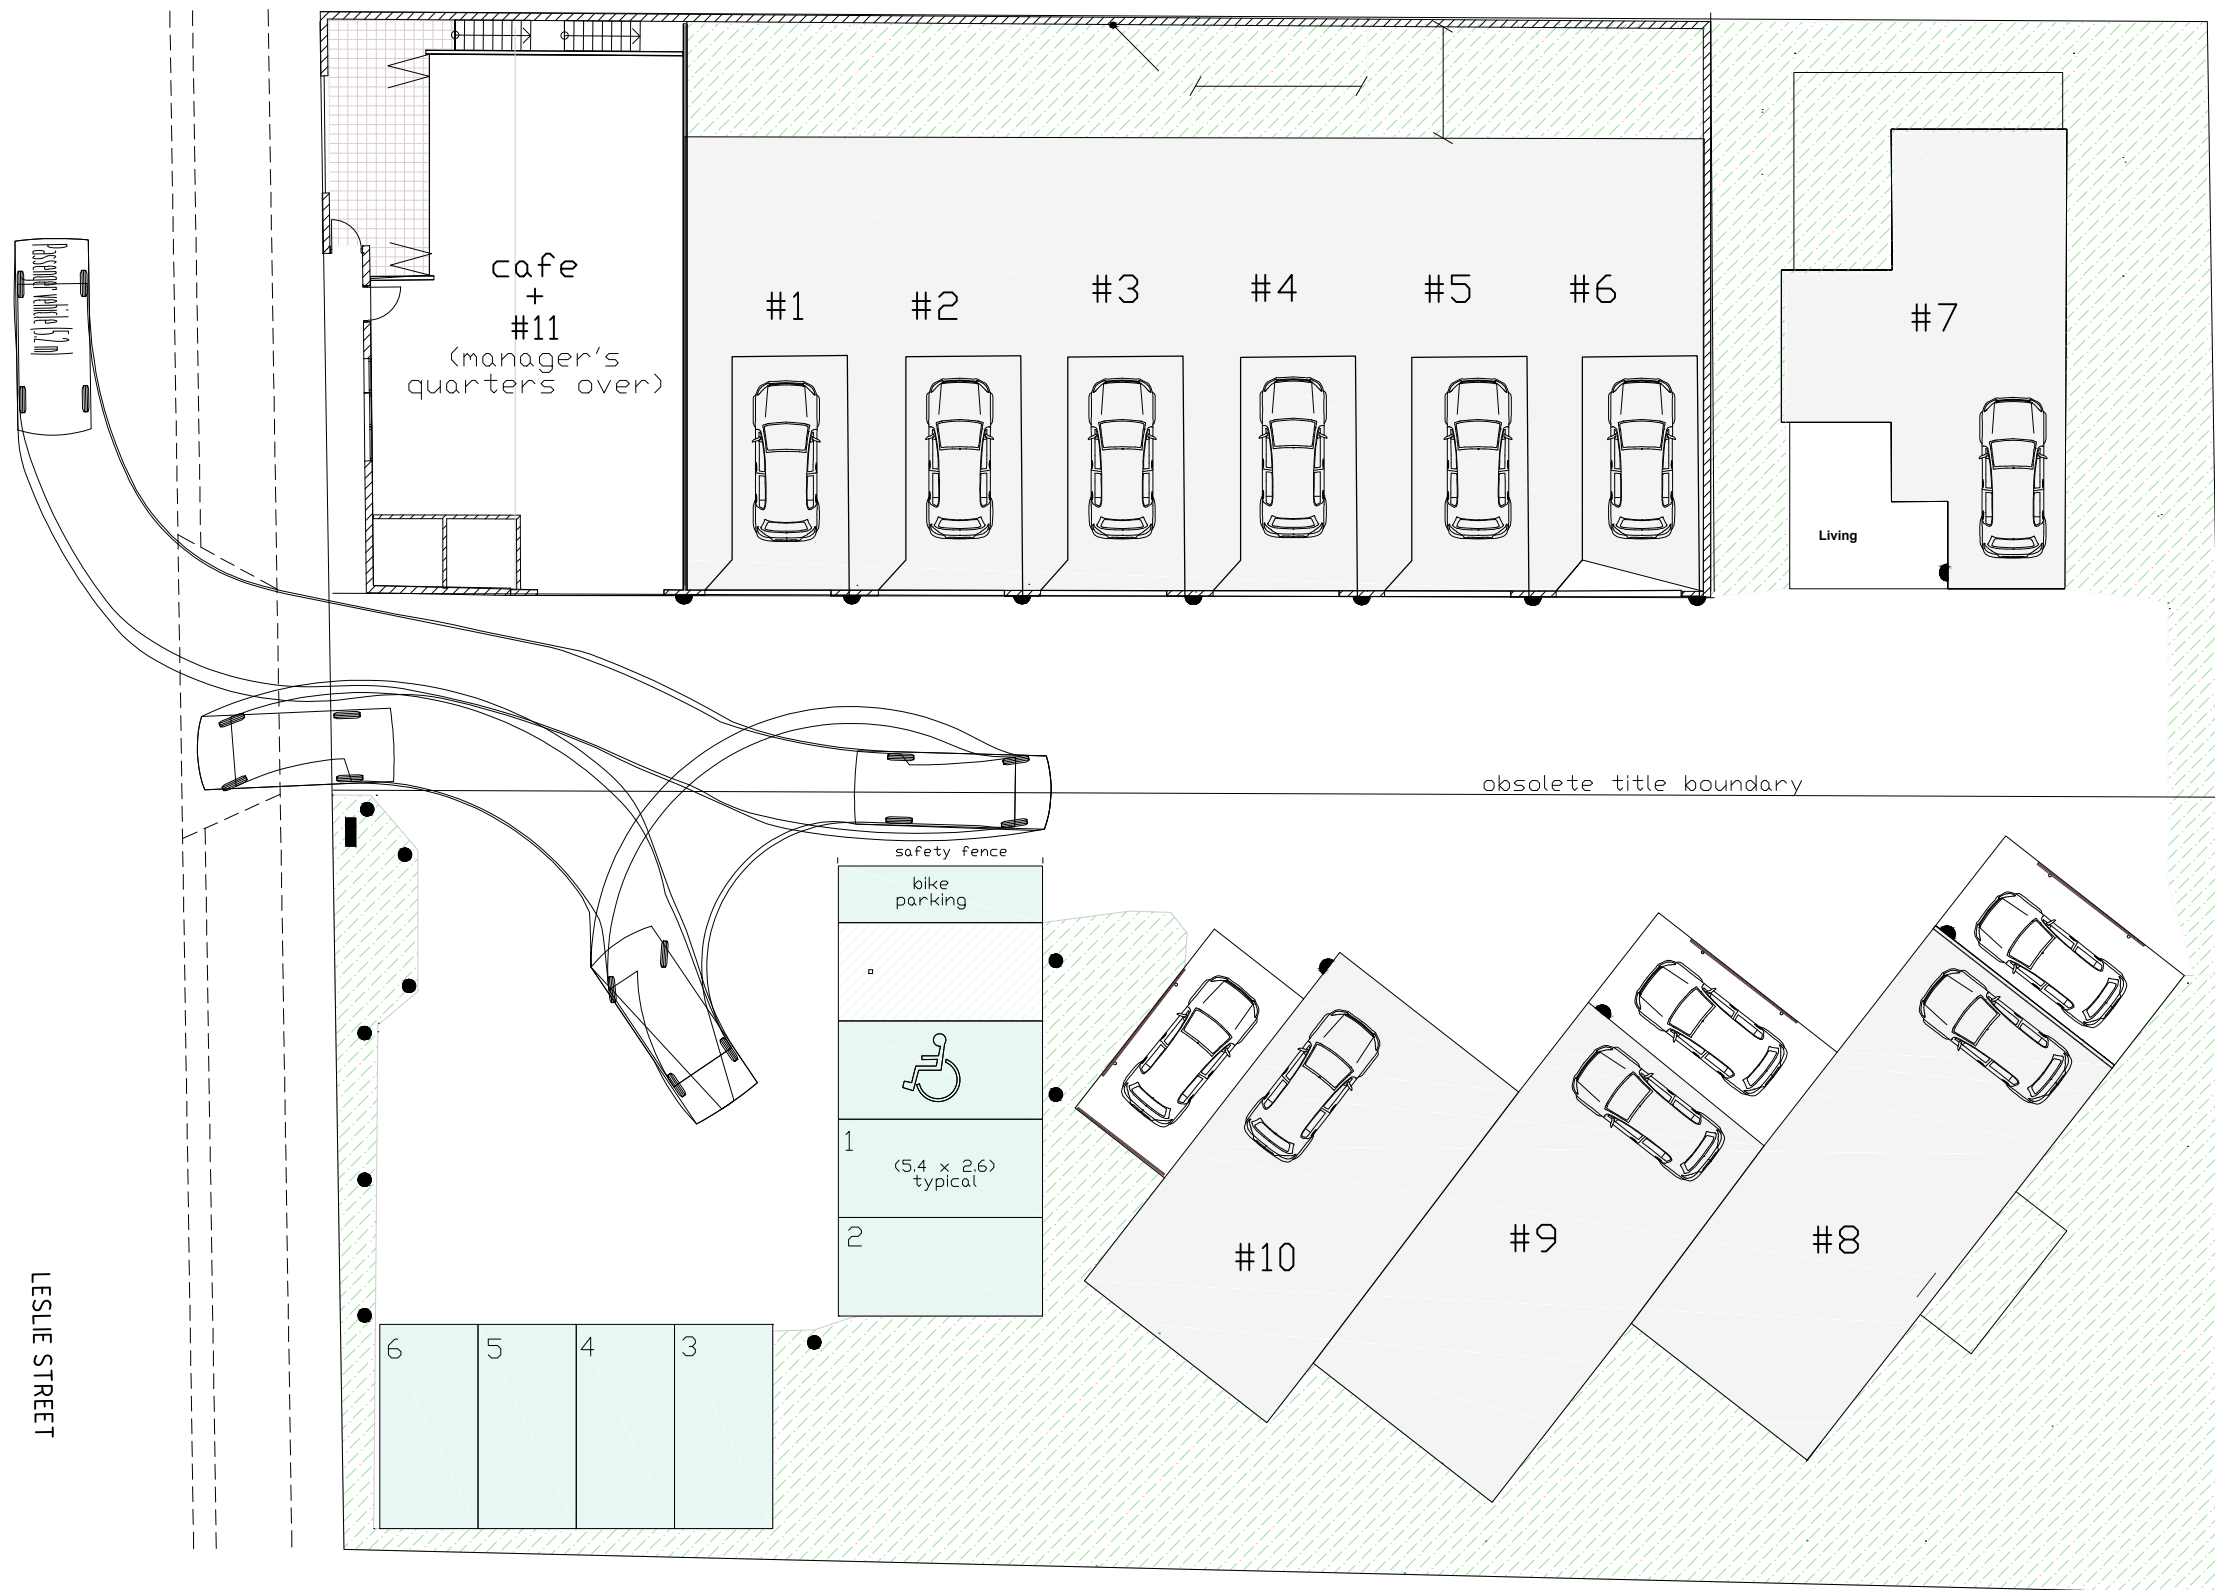 cafe
+
#11
(manager's
quarters over)
#1
#2
#3
#4
#5
#6
#7
Living
Passenger vehicle (5.2 m)
obsolete title boundary
safety fence
bike
parking
1
(5.4 x 2.6)
typical
2
6
5
4
3
#10
#9
#8
LESLIE STREET